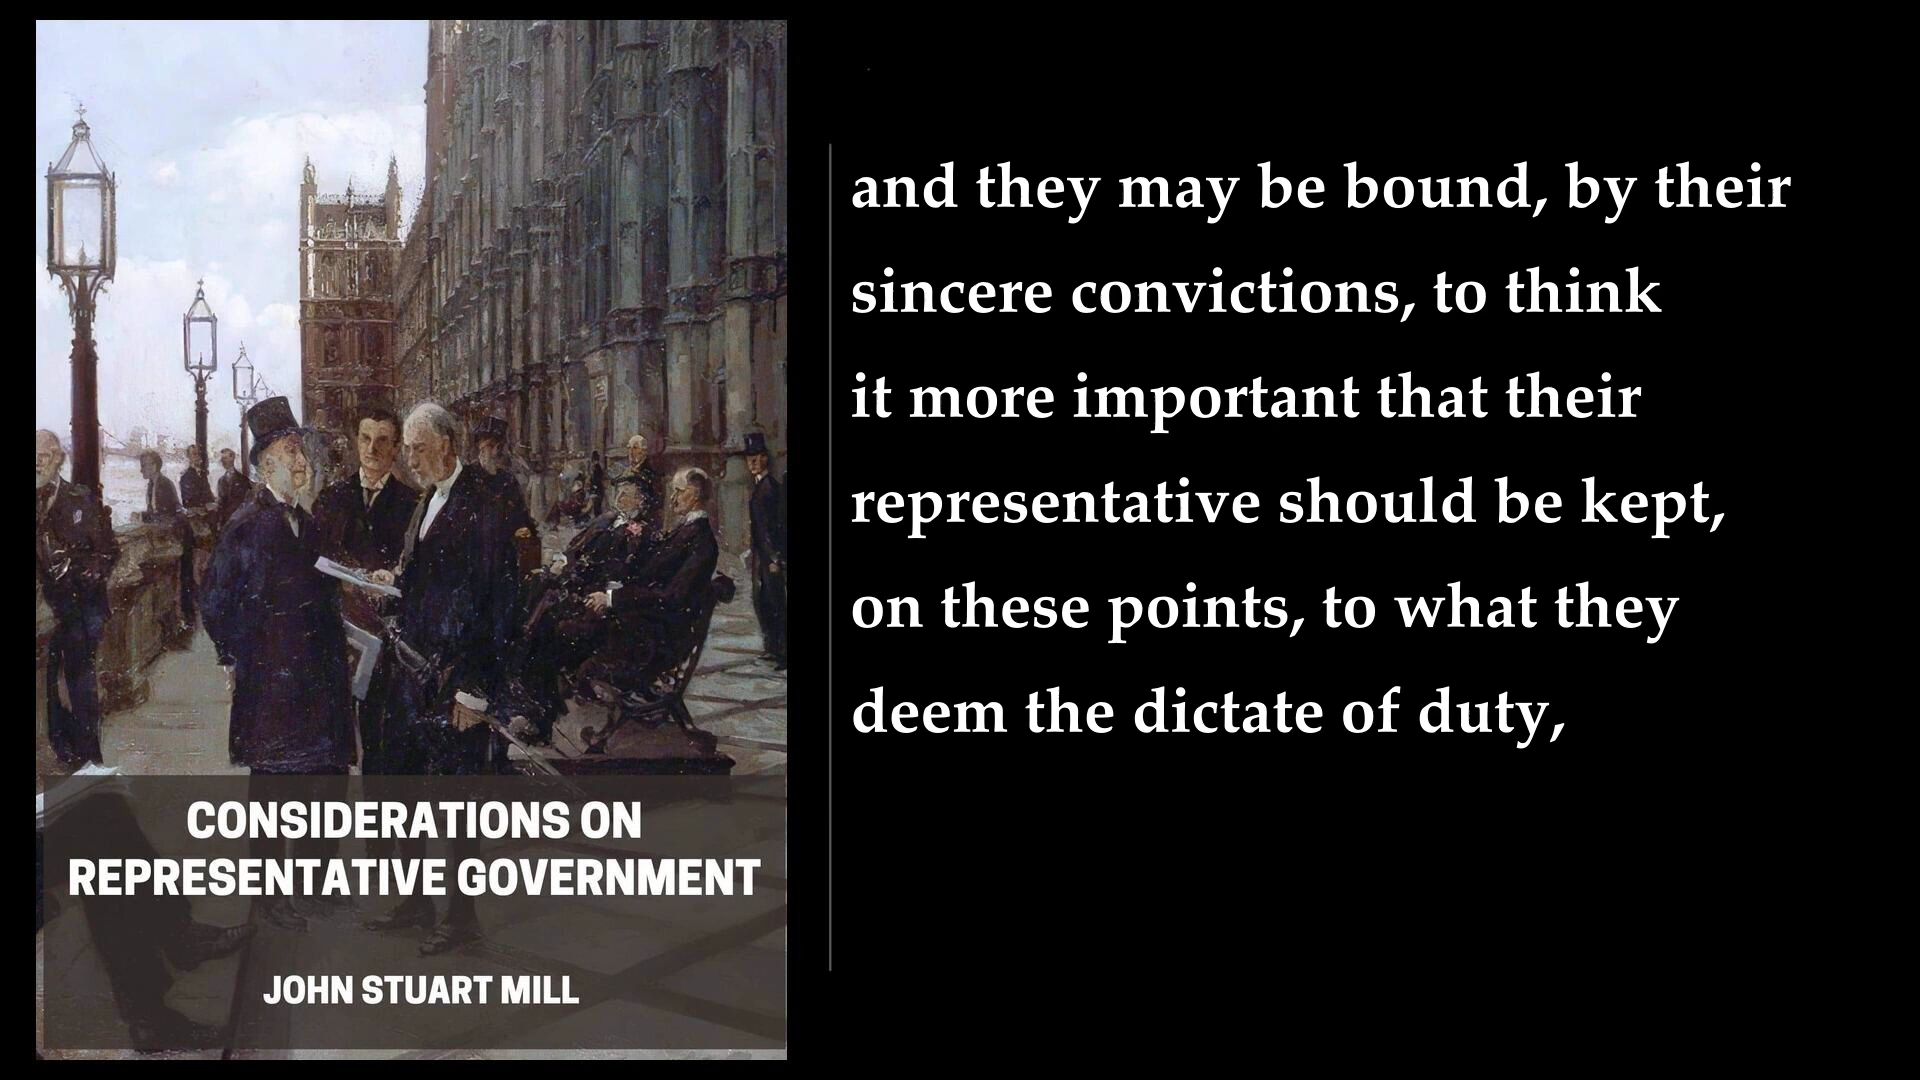 CONSIDERATIONS ON
REPRESENTATIVE GOVERNMENT
JOHN STUART MILL
and they may be bound, by their
sincere convictions, to think
it more important that their
representative should be kept,
on these points, to what they
deem the dictate of duty,